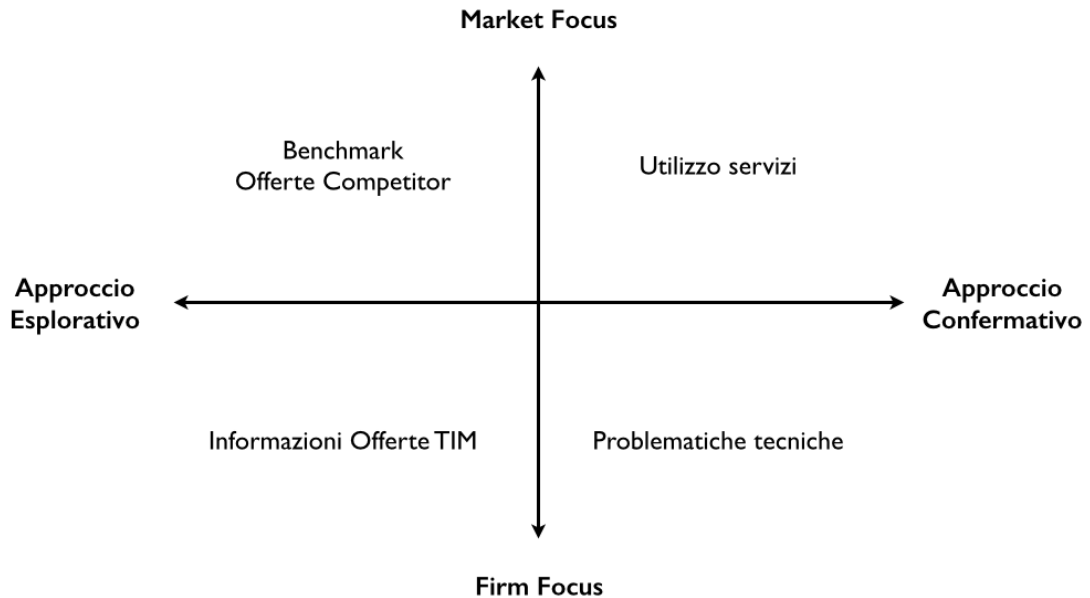 Market Focus
Benchmark
Offerte Competitor
Utilizzo servizi
Approccio
Esplorativo
Approccio
Confermativo
Informazioni Offerte TIM
Problematiche tecniche
Firm Focus